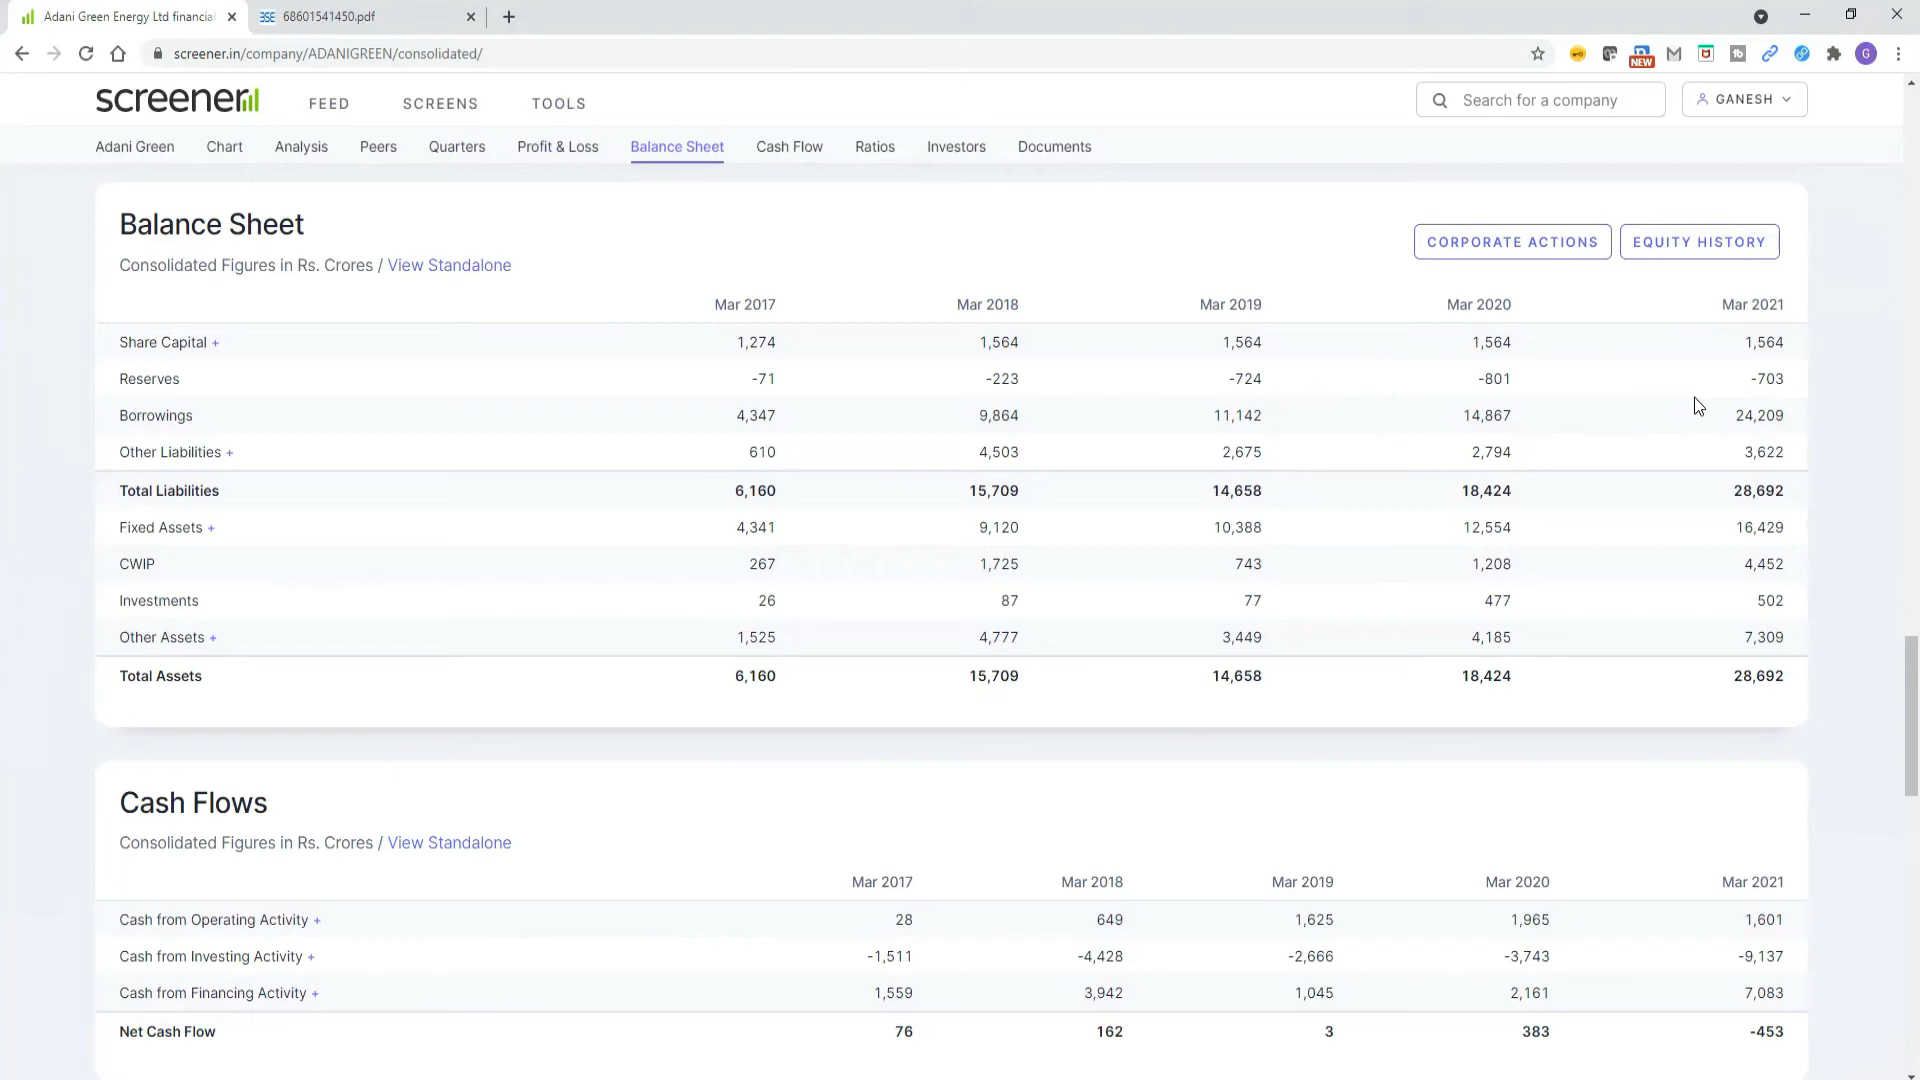 Adani Green Energy Ltd financial
68601541450.pdf
screener.in/company/ADANIGREEN/consolidated/
NEW
G
screener
FEED SCREENS TOOLS
Search for a company
GANESH
Adani Green Chart Analysis Peers Quarters Profit & Loss Balance Sheet Cash Flow Ratios Investors Documents
Balance Sheet
CORPORATE ACTIONS EQUITY HISTORY
Consolidated Figures in Rs. Crores / View Standalone
Mar 2017 Mar 2018 Mar 2019 Mar 2020 Mar 2021
Share Capital + 1,274 1,564 1,564 1,564 1,564
Reserves -71 -223 -724 -801 -703
Borrowings 4,347 9,864 11,142 14,867 24,209
Other Liabilities + 610 4,503 2,675 2,794 3,622
Total Liabilities 6,160 15,709 14,658 18,424 28,692
Fixed Assets + 4,341 9,120 10,388 12,554 16,429
CWIP 267 1,725 743 1,208 4,452
Investments 26 87 77 477 502
Other Assets + 1,525 4,777 3,449 4,185 7,309
Total Assets 6,160 15,709 14,658 18,424 28,692
Cash Flows
Consolidated Figures in Rs. Crores / View Standalone
Mar 2017 Mar 2018 Mar 2019 Mar 2020 Mar 2021
Cash from Operating Activity + 28 649 1,625 1,965 1,601
Cash from Investing Activity + -1,511 -4,428 -2,666 -3,743 -9,137
Cash from Financing Activity + 1,559 3,942 1,045 2,161 7,083
Net Cash Flow 76 162 3 383 -453